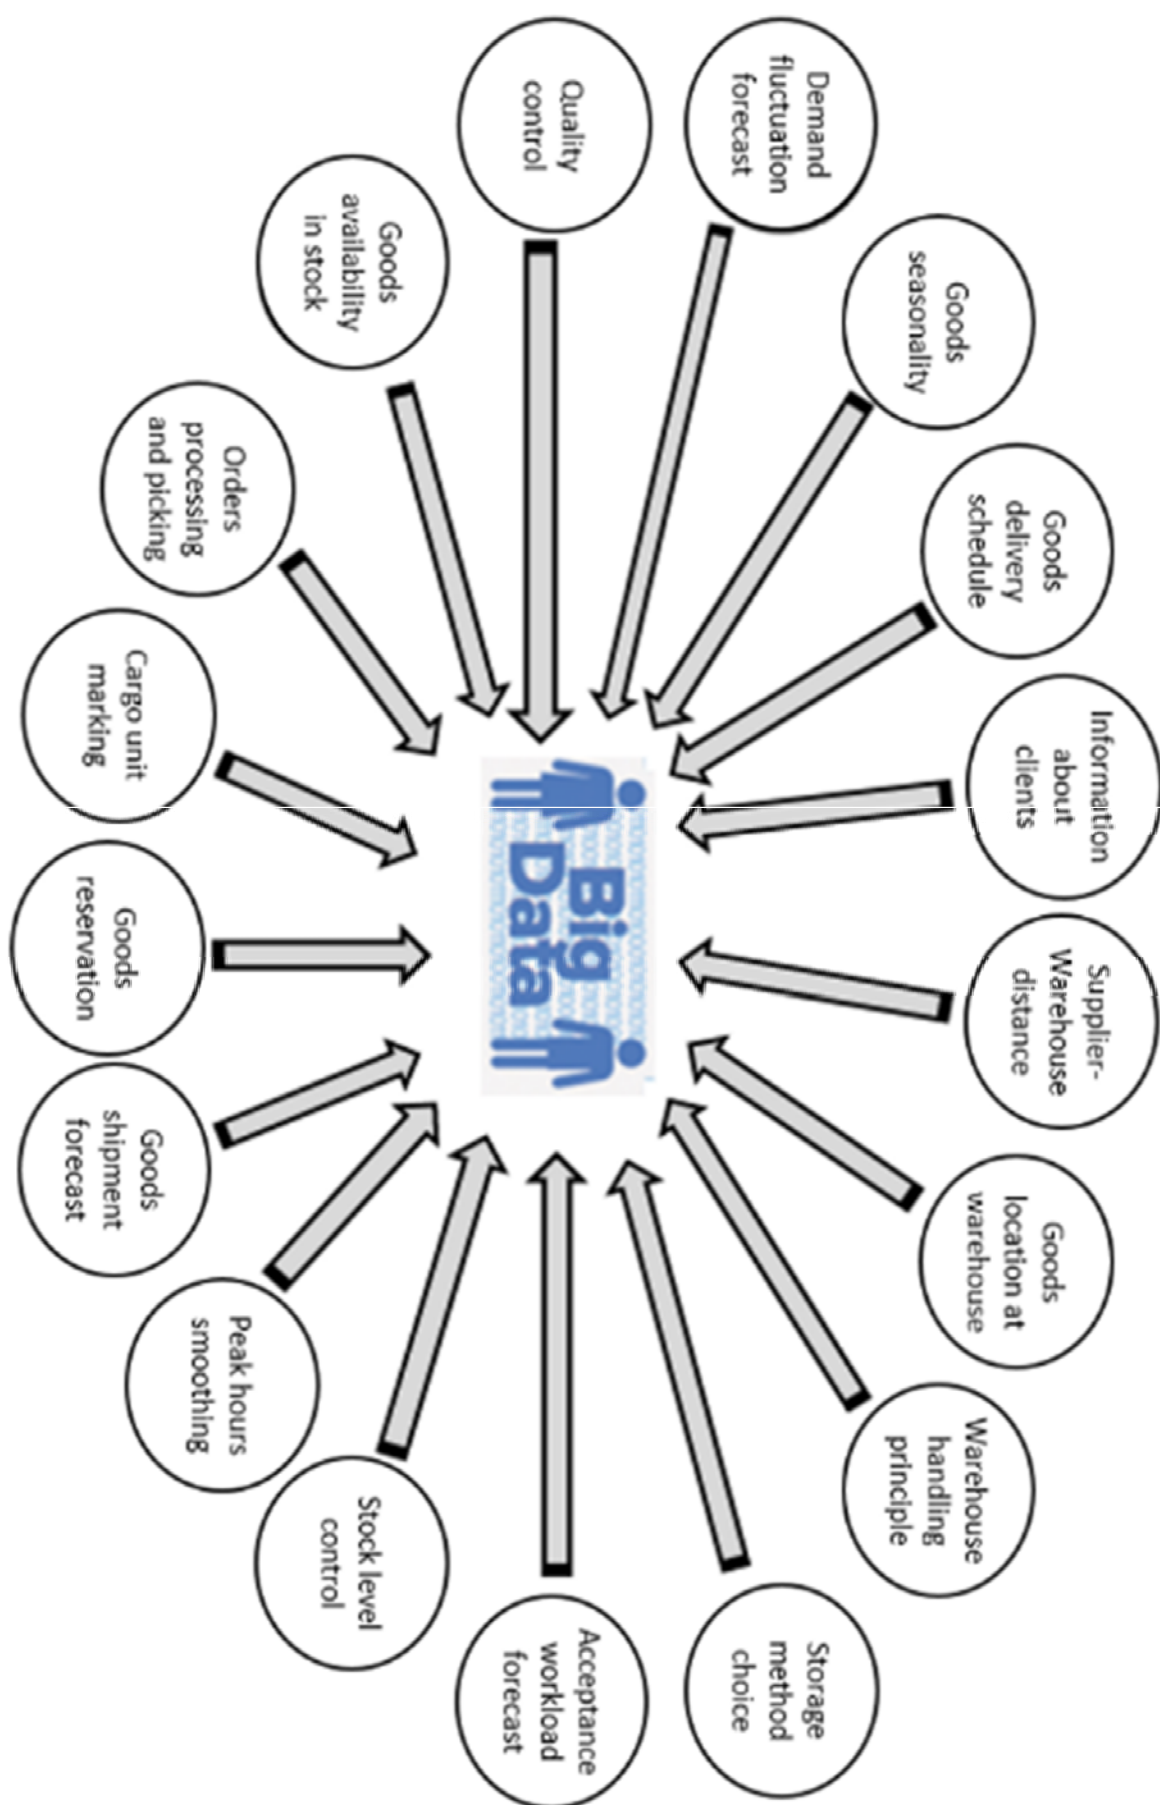 Demand
fluctuation
forecast
Goods
seasonality
Goods
delivery
schedule
Information
about
clients
Supplier-
Warehouse
distance
Goods
location at
warehouse
Warehouse
handling
principle
Storage
method
choice
Acceptance
workload
forecast
Stock level
control
Peak hours
smoothing
Goods
shipment
forecast
Goods
reservation
Cargo unit
marking
Orders
processing
and picking
Goods
availability
in stock
Quality
control
Big
Data